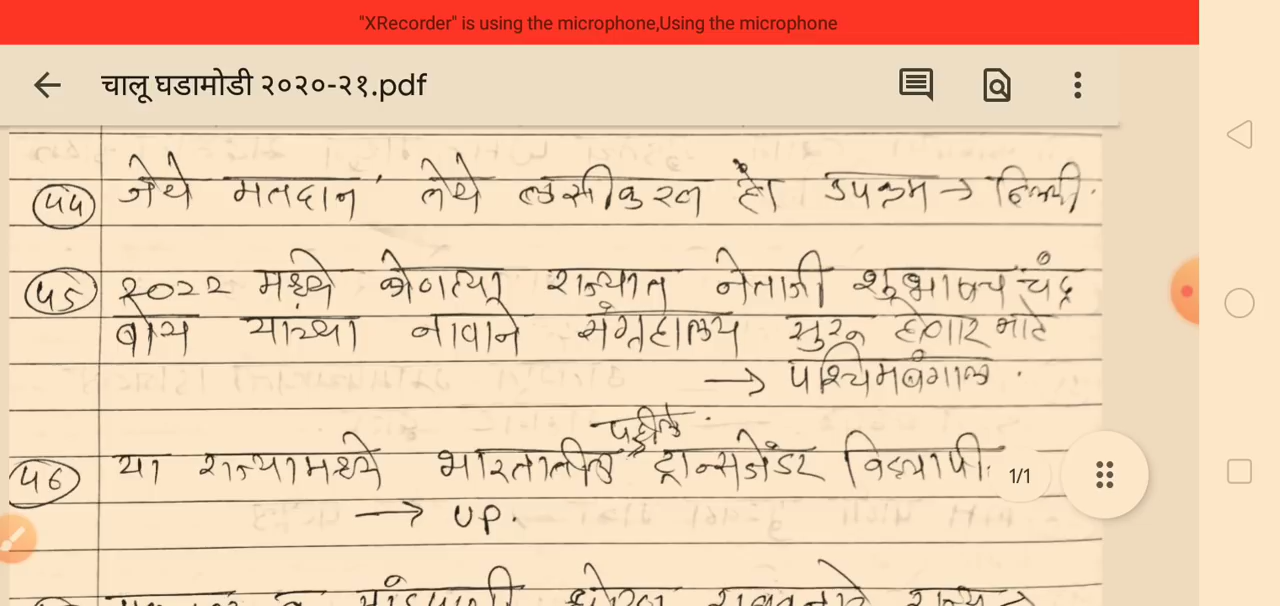 "XRecorder" is using the microphone,Using the microphone
चालू घडामोडी २०२०-२१.pdf
५५ जेथे मतदान' तेथे लसीकरण हा उपक्रम → दिल्ली.
५६ २०२२ मध्ये कोणत्या राज्यात नेताजी सुभाषचंद्र
बोस यांच्या नावाने संग्रहालय सुरू होणार आहे
→ पश्चिमबंगाल.
पहीले
या राज्यामध्ये भारतातील ट्रान्सजेंडर विद्यापी
1/1
→ UP.